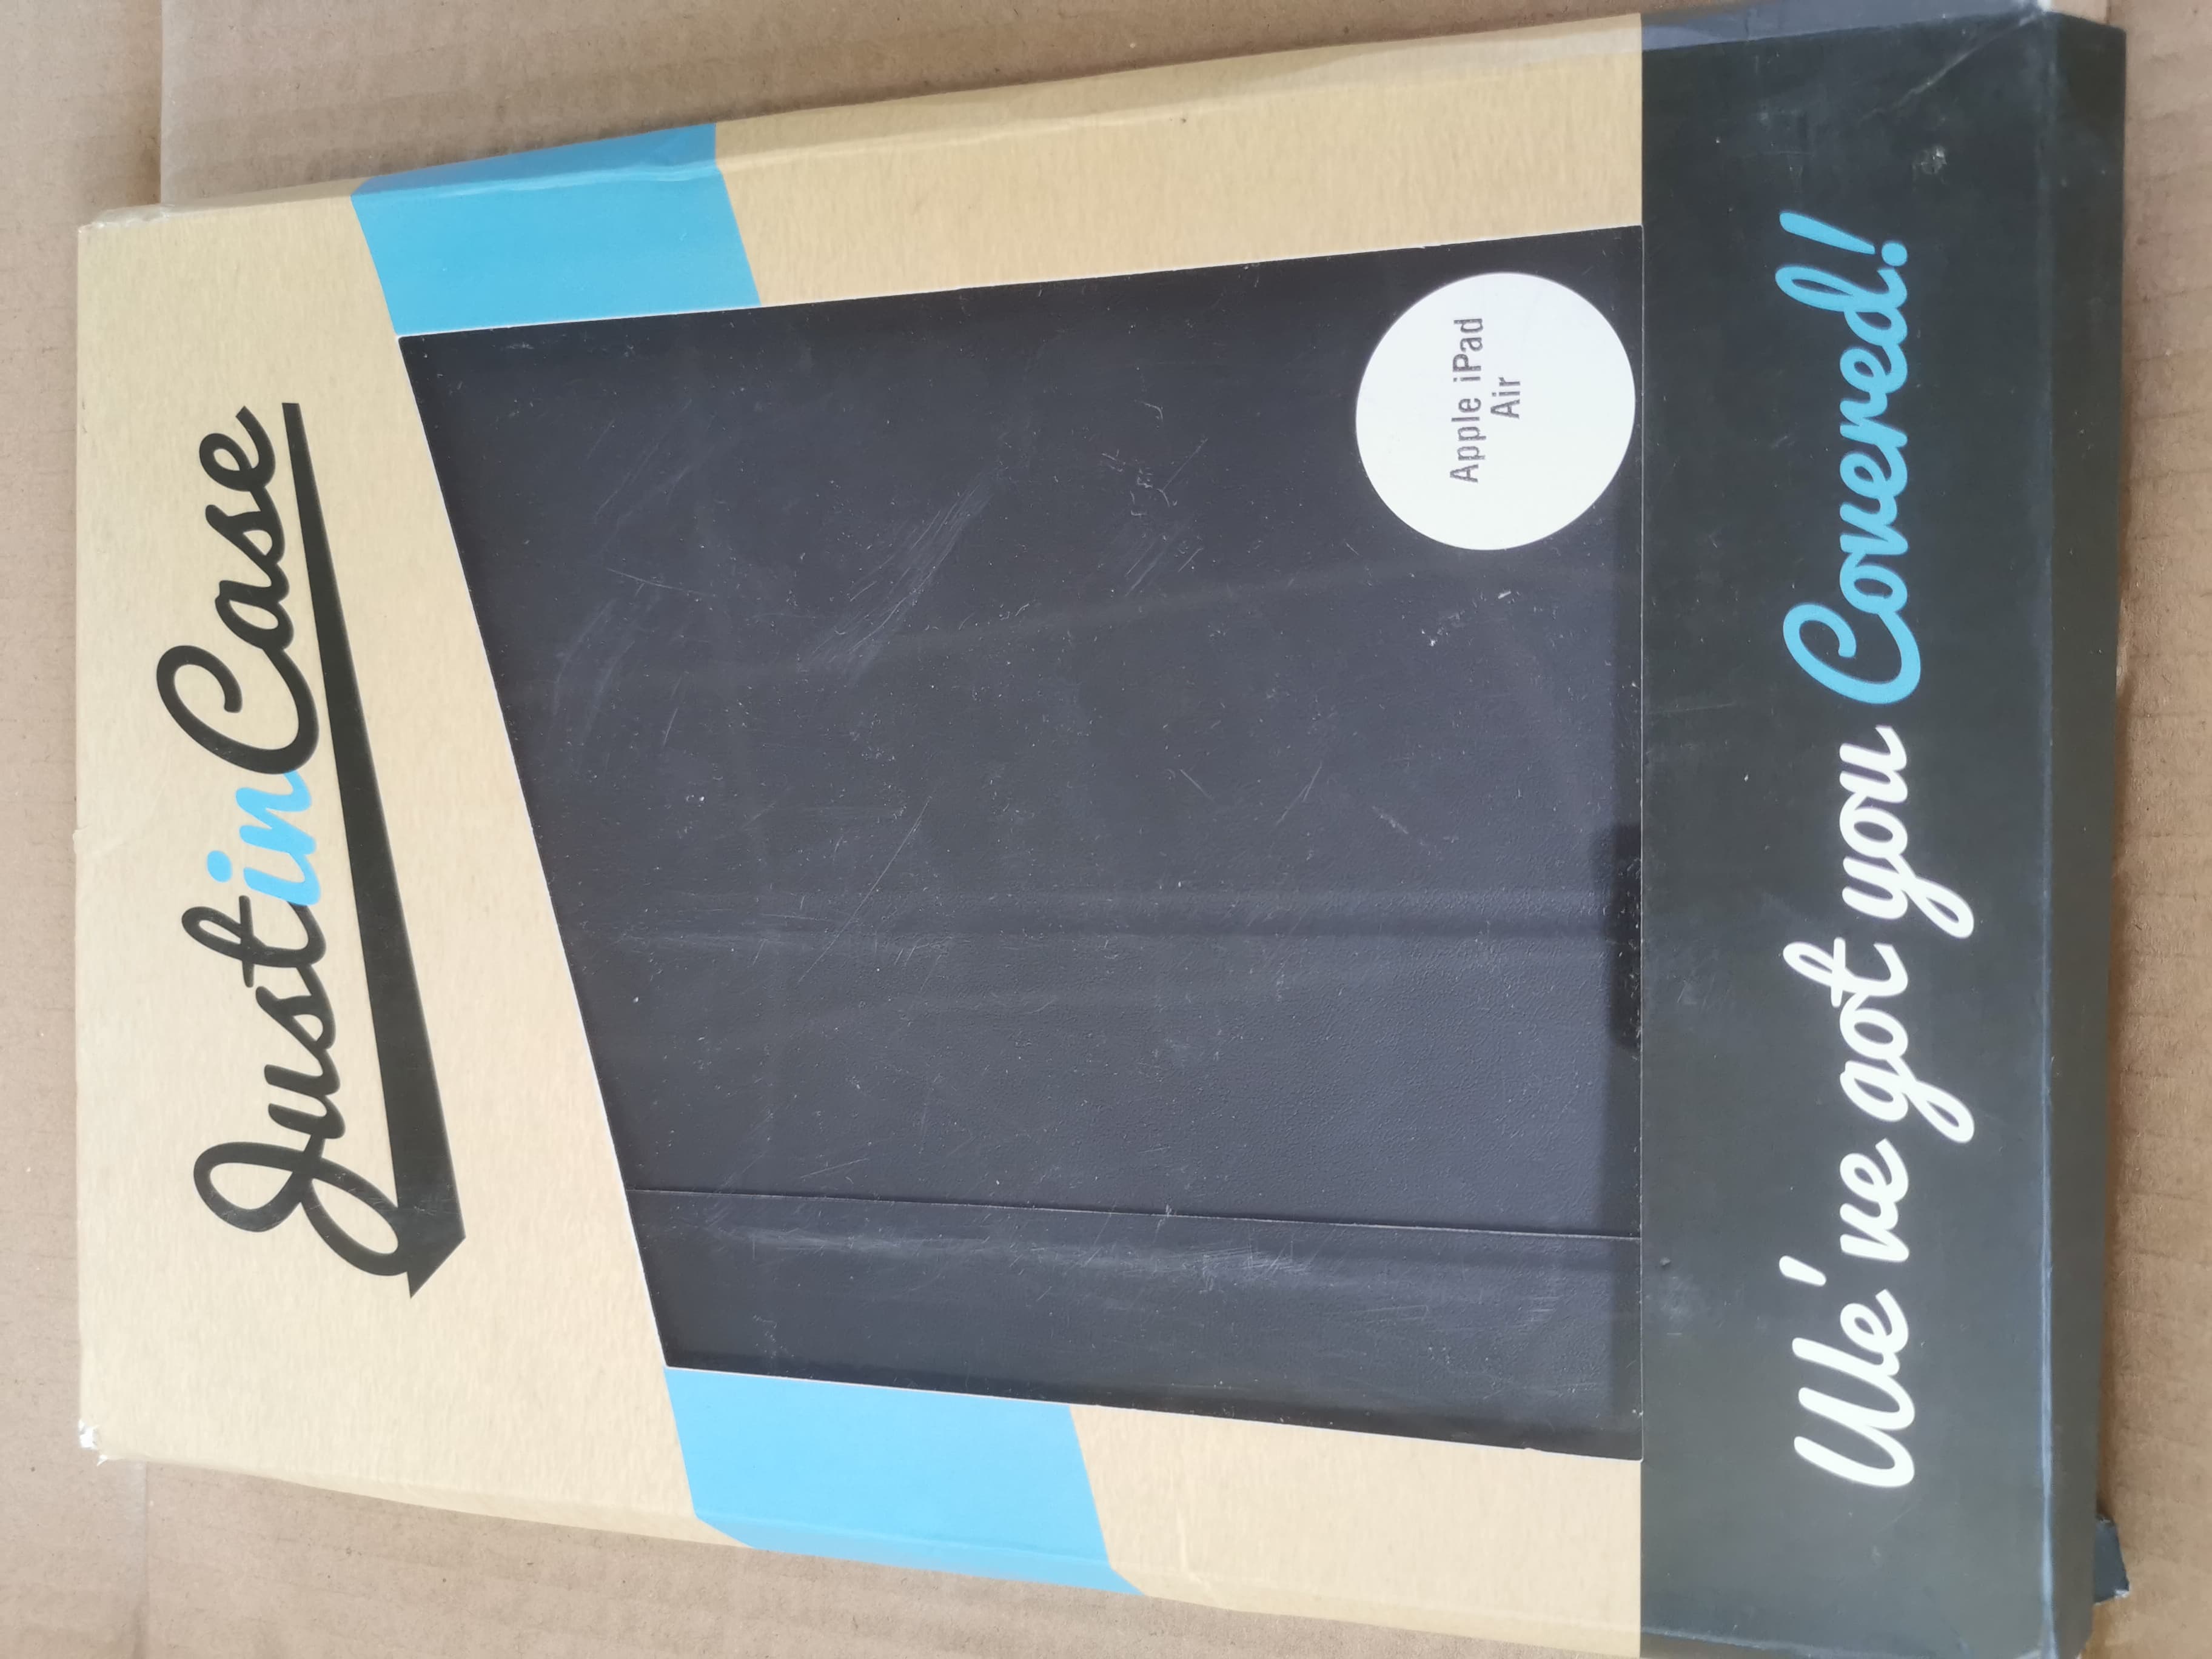 JustinCase
Apple iPad
Air
We've got you Covered!